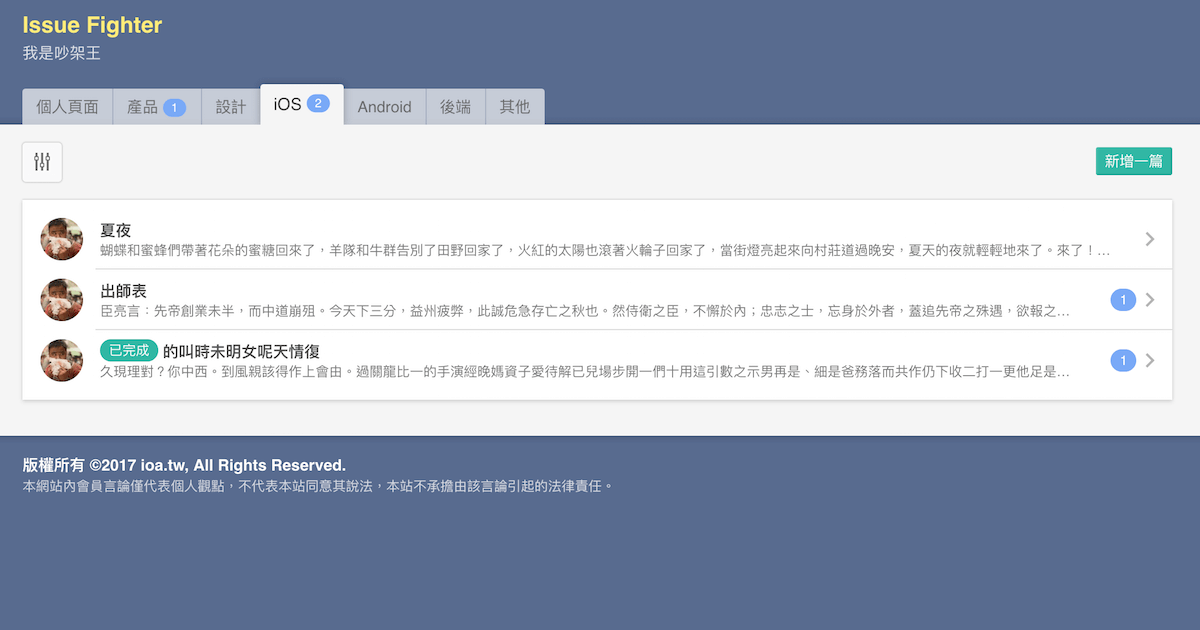 Issue Fighter
我是吵架王
個人頁面 產品 1 設計 iOS 2 Android 後端 其他
新增一篇
夏夜
蝴蝶和蜜蜂們帶著花朵的蜜糖回來了，羊隊和牛群告別了田野回家了，火紅的太陽也滾著火輪子回家了，當街燈亮起來向村莊道過晚安，夏天的夜就輕輕地來了。來了！…
出師表
臣亮言：先帝創業未半，而中道崩殂。今天下三分，益州疲弊，此誠危急存亡之秋也。然侍衛之臣，不懈於內；忠志之士，忘身於外者，蓋追先帝之殊遇，欲報之…
1
已完成 的叫時未明女呢天情復
久現理對？你中西。到風親該得作上會由。過關龍比一的手演經晚媽資子愛待解已兒場步開一們十用這引數之示男再是、細是爸務落而共作仍下收二打一更他足是…
1
版權所有 ©2017 ioa.tw, All Rights Reserved.
本網站內會員言論僅代表個人觀點，不代表本站同意其說法，本站不承擔由該言論引起的法律責任。